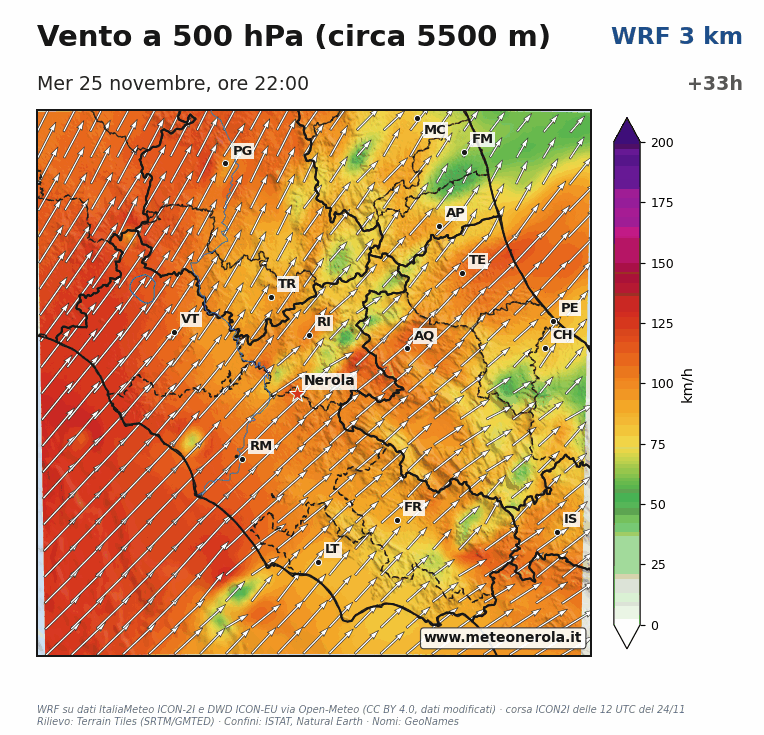 Vento a 500 hPa (circa 5500 m)
WRF 3 km
Mer 25 novembre, ore 22:00
+33h
MC
FM
PG
AP
TE
TR
PE
VT
RI
CH
AQ
Nerola
RM
FR
IS
LT
www.meteonerola.it
200
175
150
125
100
75
50
25
0
km/h
WRF su dati ItaliaMeteo ICON-2I e DWD ICON-EU via Open-Meteo (CC BY 4.0, dati modificati) · corsa ICON2I delle 12 UTC del 24/11
Rilievo: Terrain Tiles (SRTM/GMTED) · Confini: ISTAT, Natural Earth · Nomi: GeoNames